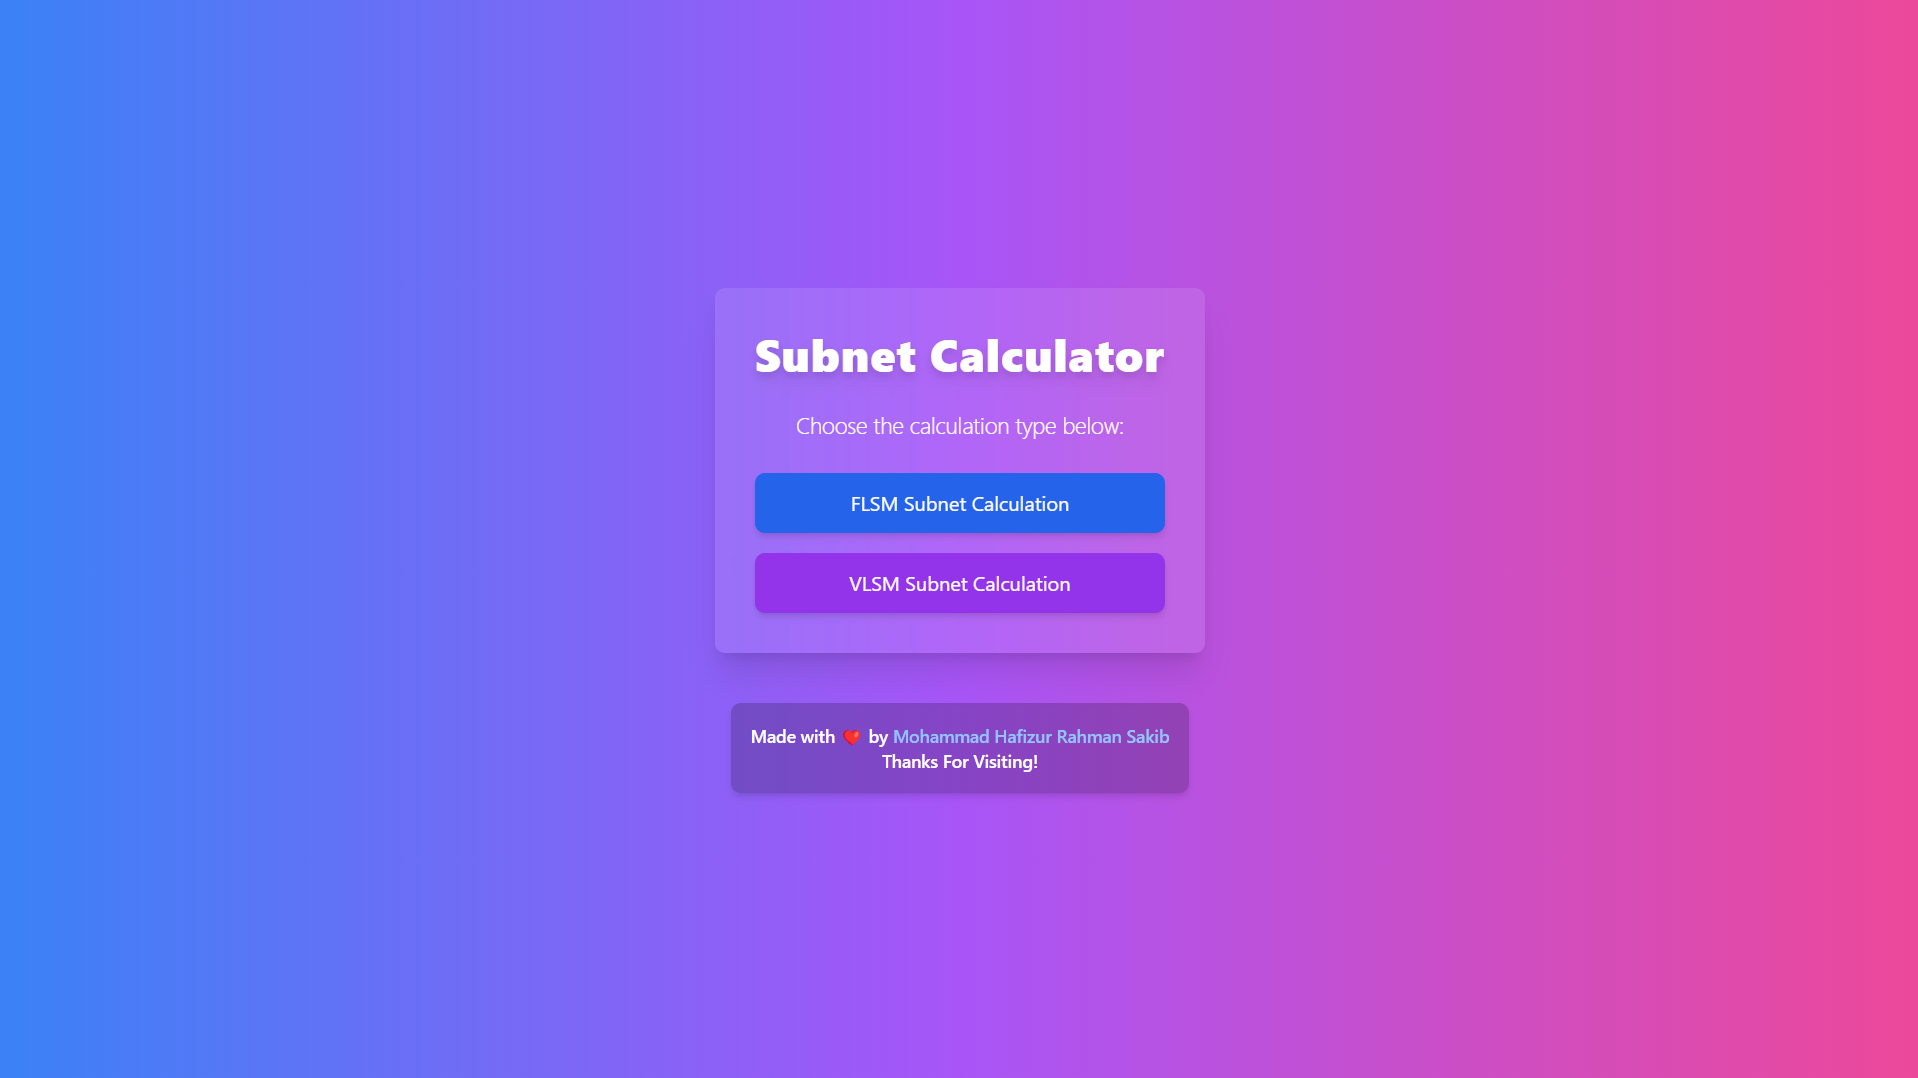 Subnet Calculator
Choose the calculation type below:
FLSM Subnet Calculation
VLSM Subnet Calculation
Made with ❤️ by Mohammad Hafizur Rahman Sakib
Thanks For Visiting!